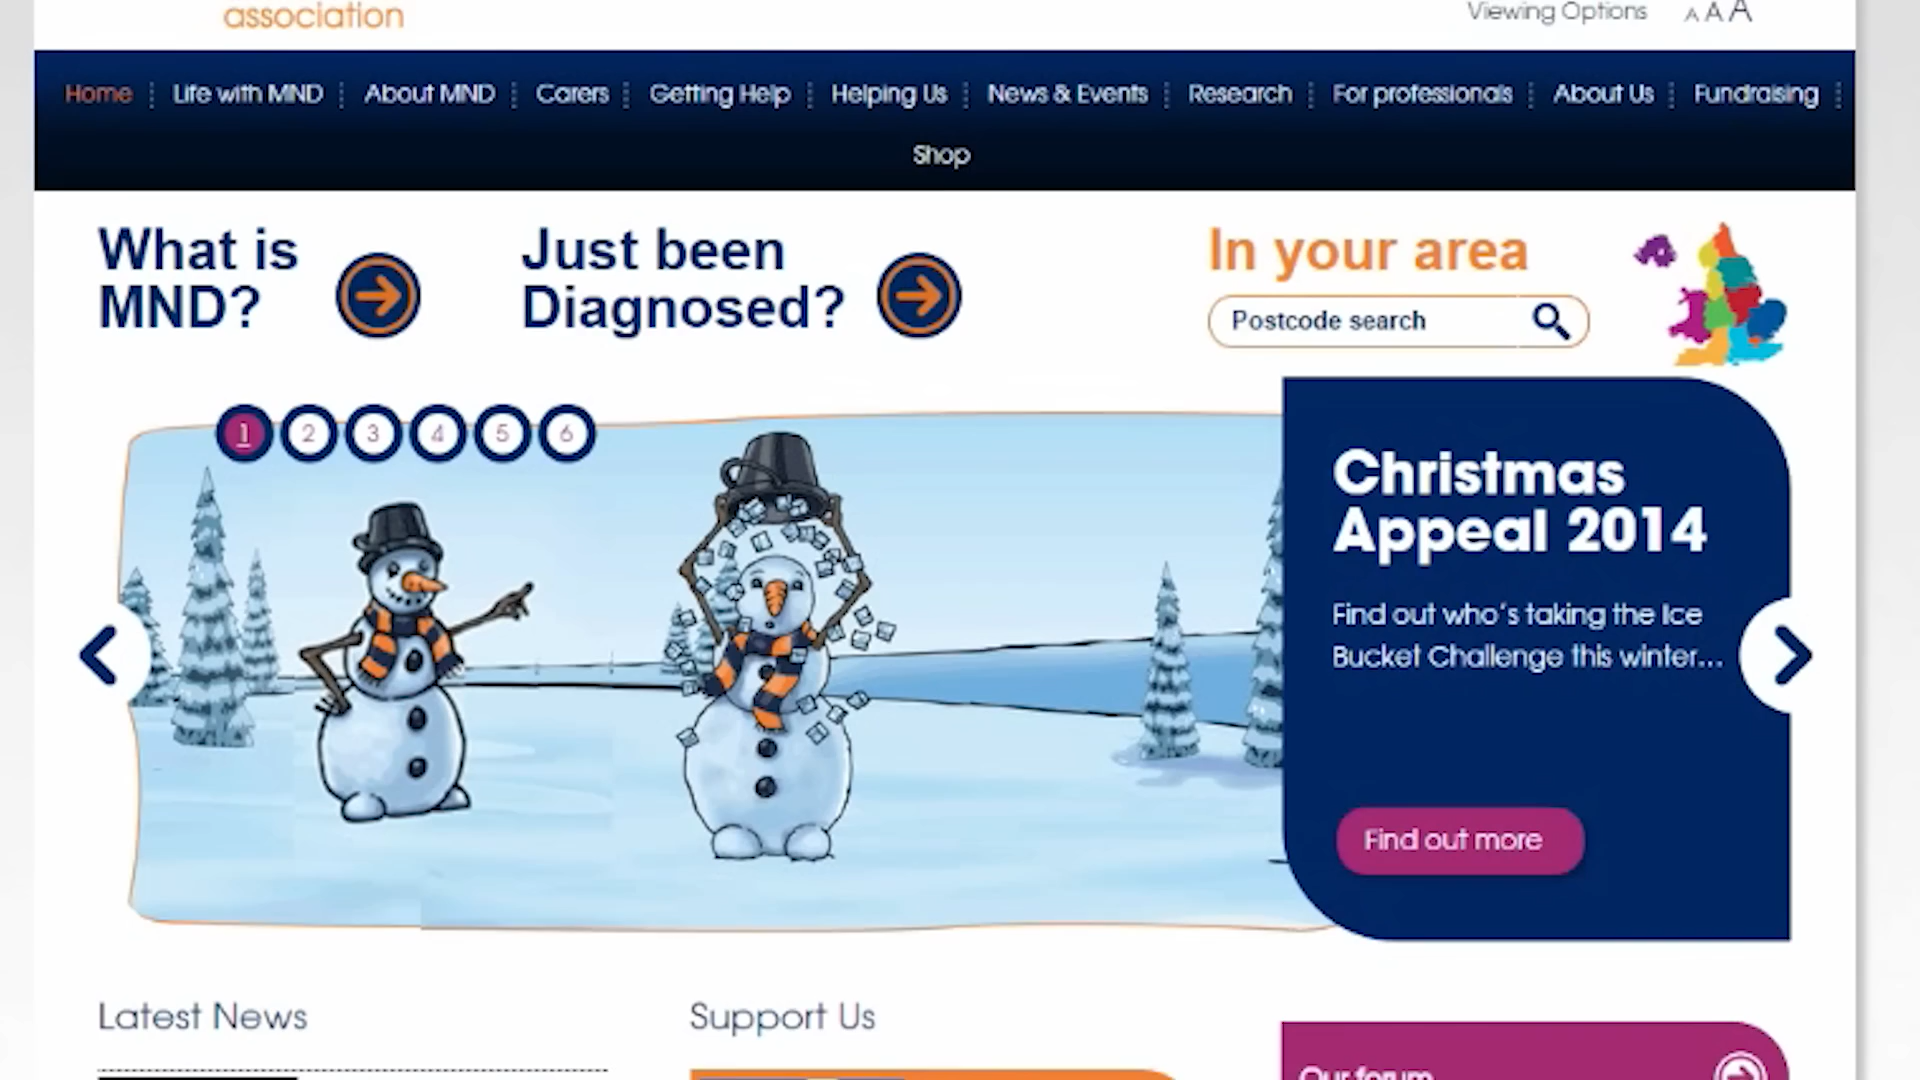 association
Viewing Options A A A
Home Life with MND About MND Carers Getting Help Helping Us News & Events Research For professionals About Us Fundraising
Shop
What is
MND?
Just been
Diagnosed?
In your area
Postcode search
1 2 3 4 5 6
Christmas
Appeal 2014
Find out who's taking the Ice
Bucket Challenge this winter...
Find out more
Latest News
Support Us
Our forum